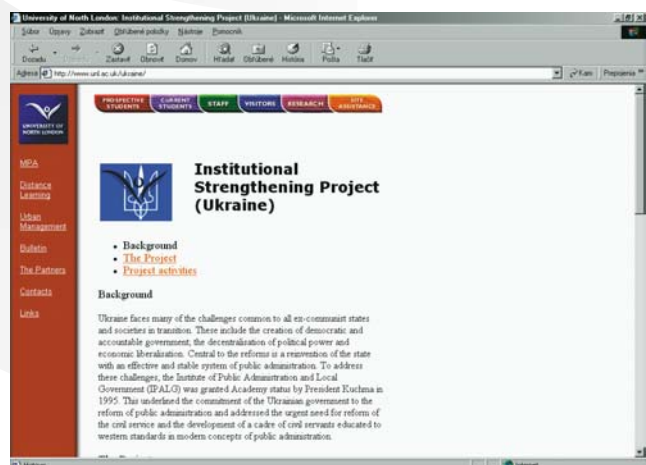 University of North London: Institutional Strengthening Project (Ukraine) - Microsoft Internet Explorer
Súbor Úpravy Zobraziť Obľúbené položky Nástroje Pomocník
Dozadu Zastaviť Obnoviť Domov Hľadať Obľúbené História Pošta Tlačiť
Adresa http://www.unl.ac.uk/ukraine/ Kam Prepojenia
PROSPECTIVE STUDENTS CURRENT STUDENTS STAFF VISITORS RESEARCH SITE ASSISTANCE
UNIVERSITY OF
NORTH LONDON
MPA
Distance
Learning
Urban
Management
Bulletin
The Partners
Contacts
Links
Institutional
Strengthening Project
(Ukraine)
• Background
• The Project
• Project activities
Background
Ukraine faces many of the challenges common to all ex-communist states
and societies in transition. These include the creation of democratic and
accountable government, the decentralisation of political power and
economic liberalisation. Central to the reforms is a reinvention of the state
with an effective and stable system of public administration. To address
these challenges, the Institute of Public Administration and Local
Government (IPALG) was granted Academy status by President Kuchma in
1995. This underlined the commitment of the Ukrainian government to the
reform of public administration and addressed the urgent need for reform of
the civil service and the development of a cadre of civil servants educated to
western standards in modern concepts of public administration.